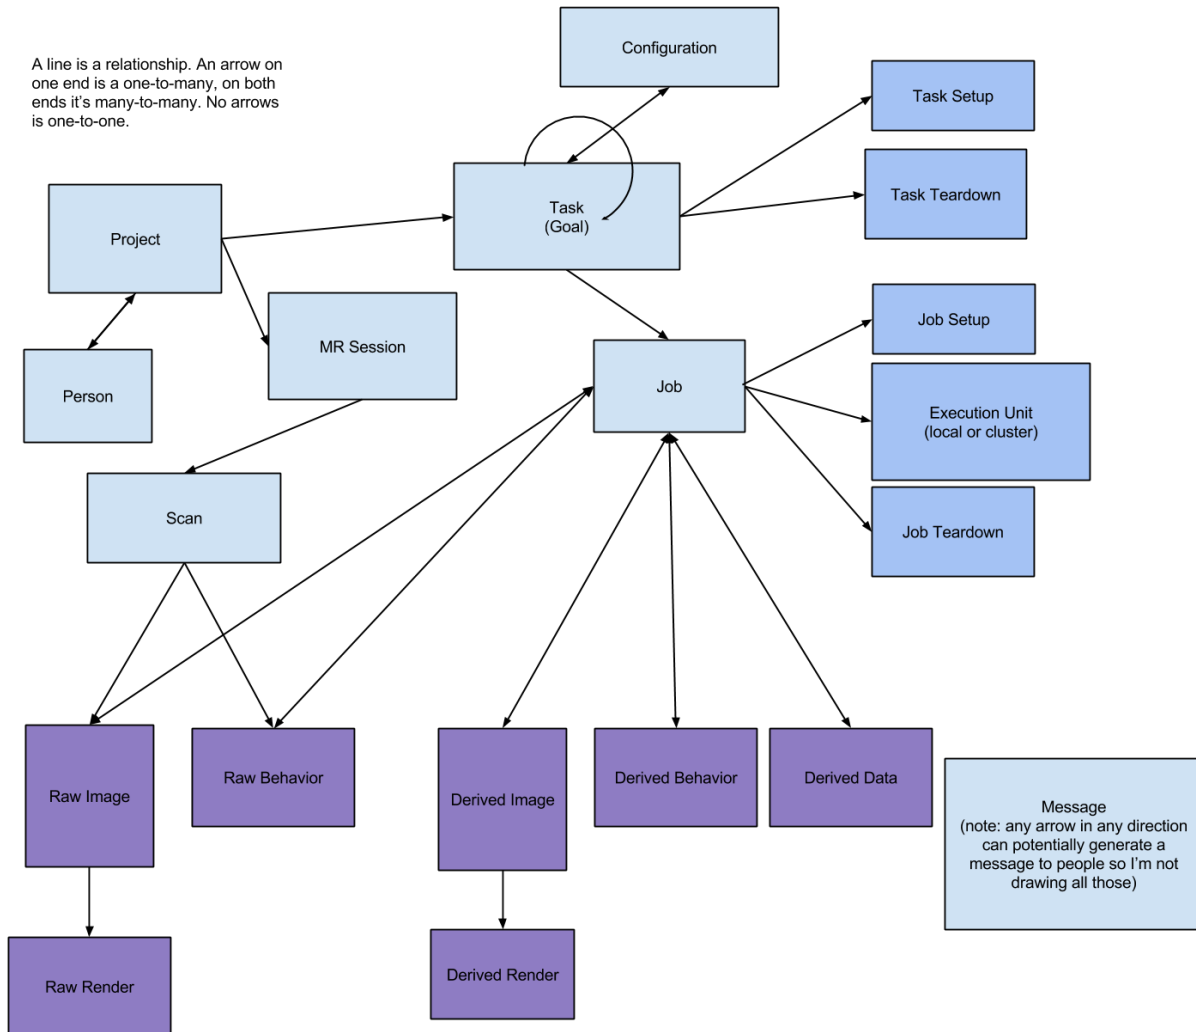 A line is a relationship. An arrow on
one end is a one-to-many, on both
ends it's many-to-many. No arrows
is one-to-one.
Configuration
Task Setup
Task Teardown
Task
(Goal)
Project
MR Session
Person
Job Setup
Job
Execution Unit
(local or cluster)
Job Teardown
Scan
Raw Image
Raw Behavior
Derived Image
Derived Behavior
Derived Data
Message
(note: any arrow in any direction
can potentially generate a
message to people so I'm not
drawing all those)
Raw Render
Derived Render